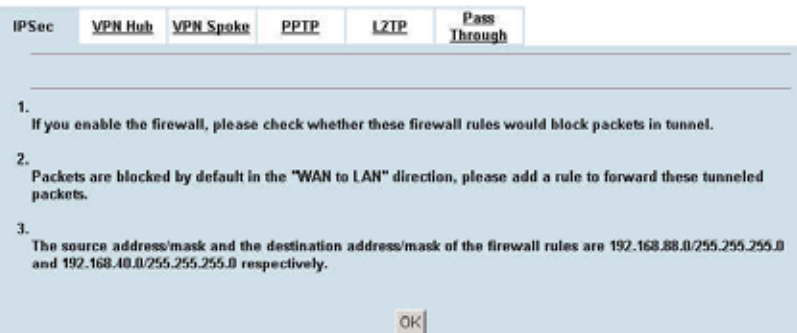 IPSec VPN Hub VPN Spoke PPTP L2TP Pass Through
1.
If you enable the firewall, please check whether these firewall rules would block packets in tunnel.
2.
Packets are blocked by default in the "WAN to LAN" direction, please add a rule to forward these tunneled
packets.
3.
The source address/mask and the destination address/mask of the firewall rules are 192.168.88.0/255.255.255.0
and 192.168.40.0/255.255.255.0 respectively.
OK